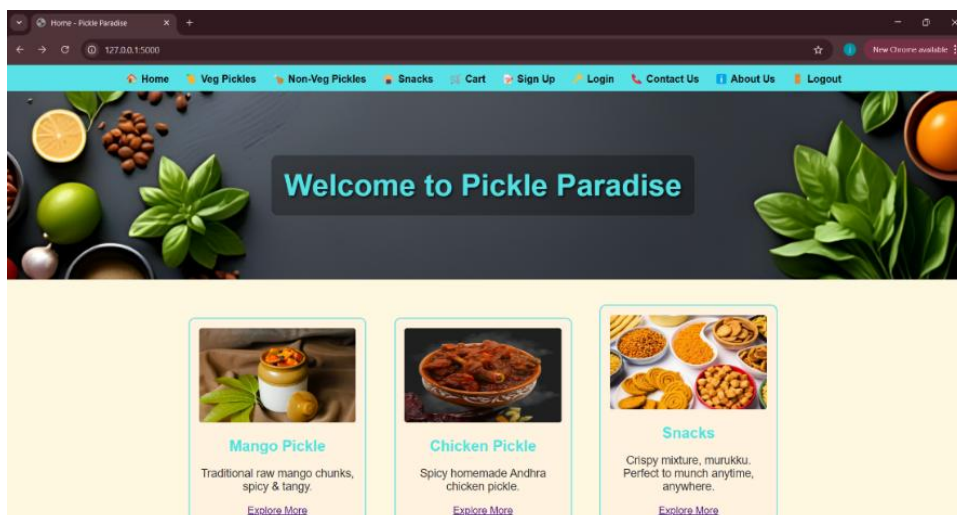 Home - Pickle Paradise
127.0.0.1:5000
New Chrome available
Home Veg Pickles Non-Veg Pickles Snacks Cart Sign Up Login Contact Us About Us Logout
Welcome to Pickle Paradise
Mango Pickle
Traditional raw mango chunks,
spicy & tangy.
Explore More
Chicken Pickle
Spicy homemade Andhra
chicken pickle.
Explore More
Snacks
Crispy mixture, murukku.
Perfect to munch anytime,
anywhere.
Explore More